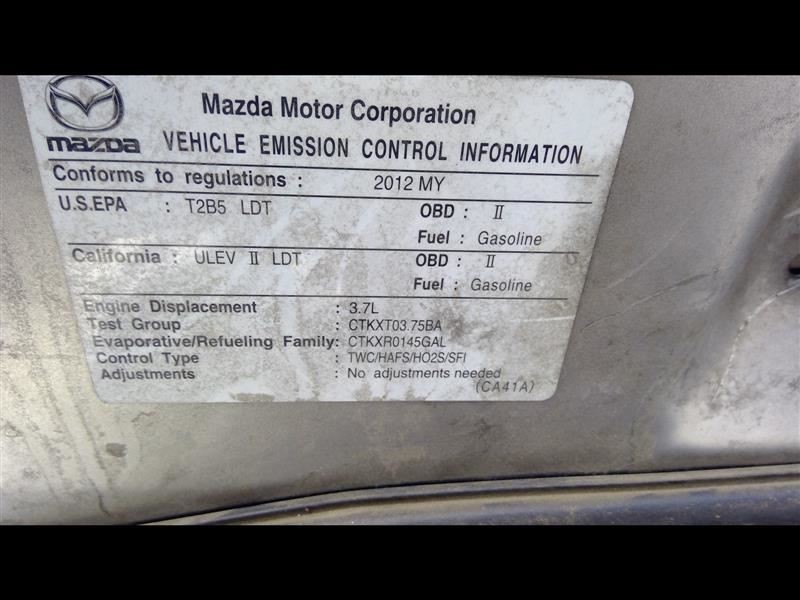 Mazda Motor Corporation
mazda VEHICLE EMISSION CONTROL INFORMATION
Conforms to regulations : 2012 MY
U.S.EPA : T2B5 LDT OBD : II
Fuel : Gasoline
California : ULEV II LDT OBD : II
Fuel : Gasoline
Engine Displacement : 3.7L
Test Group : CTKXT03.75BA
Evaporative/Refueling Family: CTKXR0145GAL
Control Type : TWC/HAFS/HO2S/SFI
Adjustments : No adjustments needed
(CA41A)